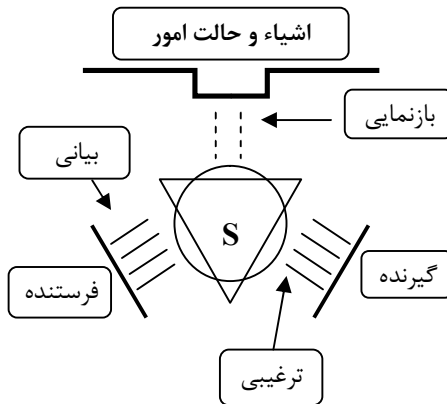 اشیاء و حالت امور
بازنمایی
بیانی
S
گیرنده
فرستنده
ترغیبی